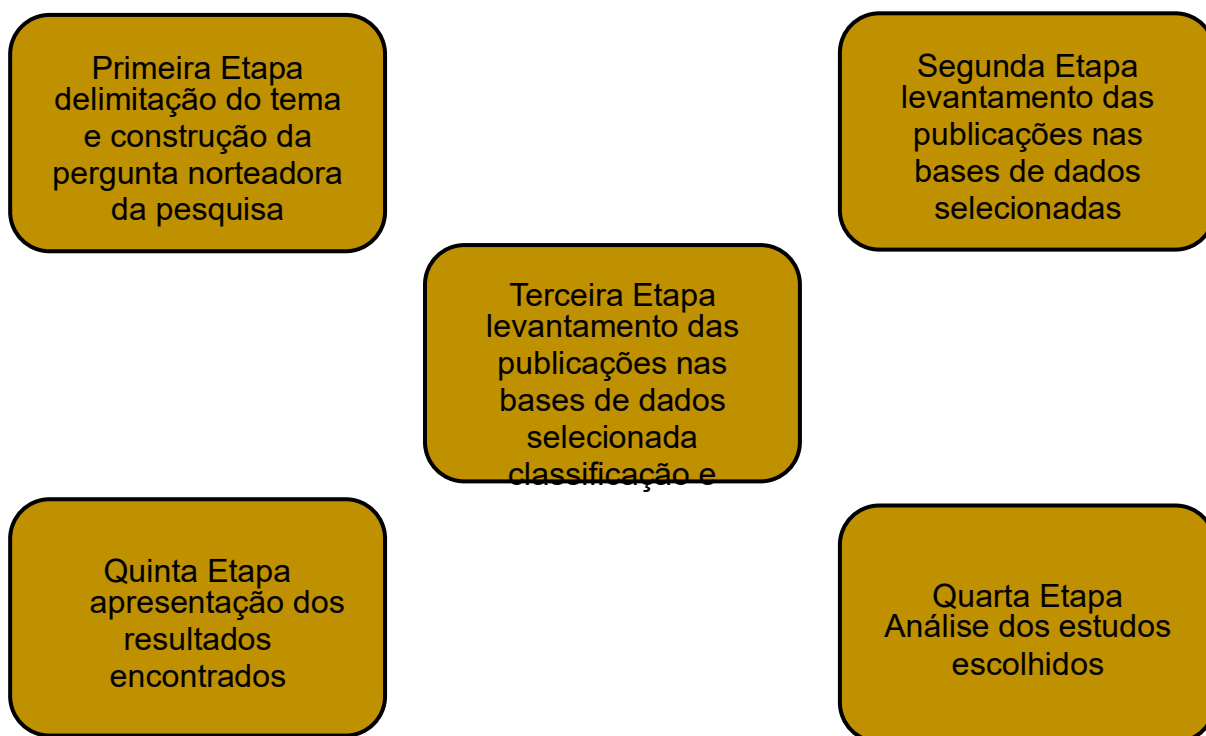 Primeira Etapa
delimitação do tema
e construção da
pergunta norteadora
da pesquisa
Segunda Etapa
levantamento das
publicações nas
bases de dados
selecionadas
Terceira Etapa
levantamento das
publicações nas
bases de dados
selecionada
classificação e
Quinta Etapa
apresentação dos
resultados
encontrados
Quarta Etapa
Análise dos estudos
escolhidos